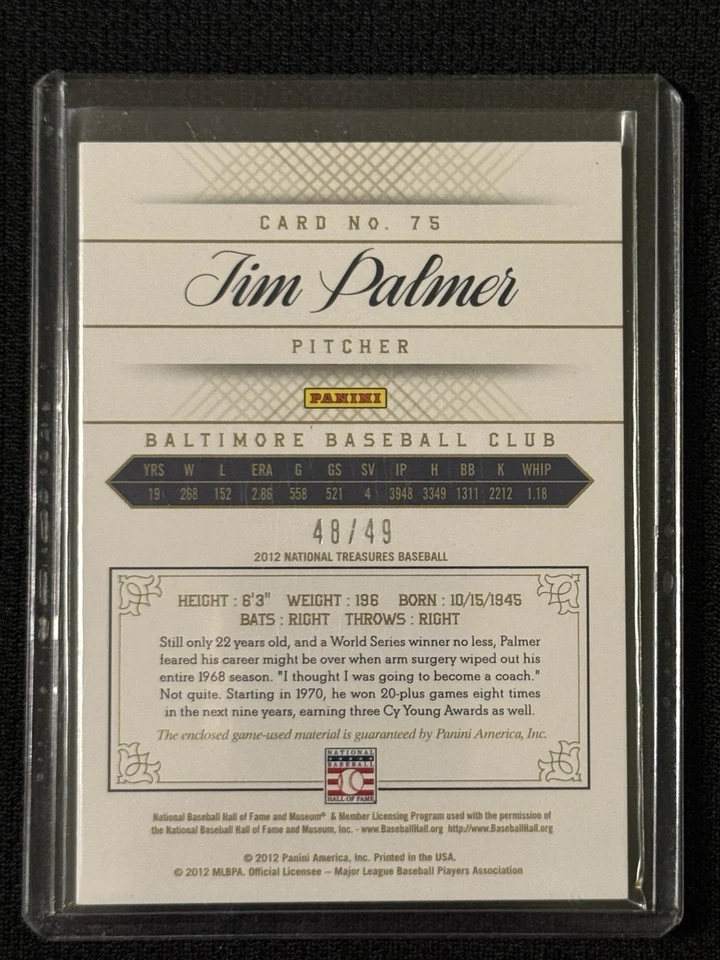 CARD No. 75
Jim Palmer
PITCHER
PANINI
BALTIMORE BASEBALL CLUB
YRS W L ERA G GS SV IP H BB K WHIP
19 268 152 2.86 558 521 4 3948 3349 1311 2212 1.18
48/49
2012 NATIONAL TREASURES BASEBALL
HEIGHT : 6'3" WEIGHT : 196 BORN : 10/15/1945
BATS : RIGHT THROWS : RIGHT
Still only 22 years old, and a World Series winner no less, Palmer
feared his career might be over when arm surgery wiped out his
entire 1968 season. "I thought I was going to become a coach."
Not quite. Starting in 1970, he won 20-plus games eight times
in the next nine years, earning three Cy Young Awards as well.
The enclosed game-used material is guaranteed by Panini America, Inc.
NATIONAL
BASEBALL
HALL OF FAME
National Baseball Hall of Fame and Museum® & Member Licensing Program used with the permission of
the National Baseball Hall of Fame and Museum, Inc. - www.BaseballHall.org http://www.BaseballHall.org
© 2012 Panini America, Inc. Printed in the USA.
© 2012 MLBPA. Official Licensee -- Major League Baseball Players Association